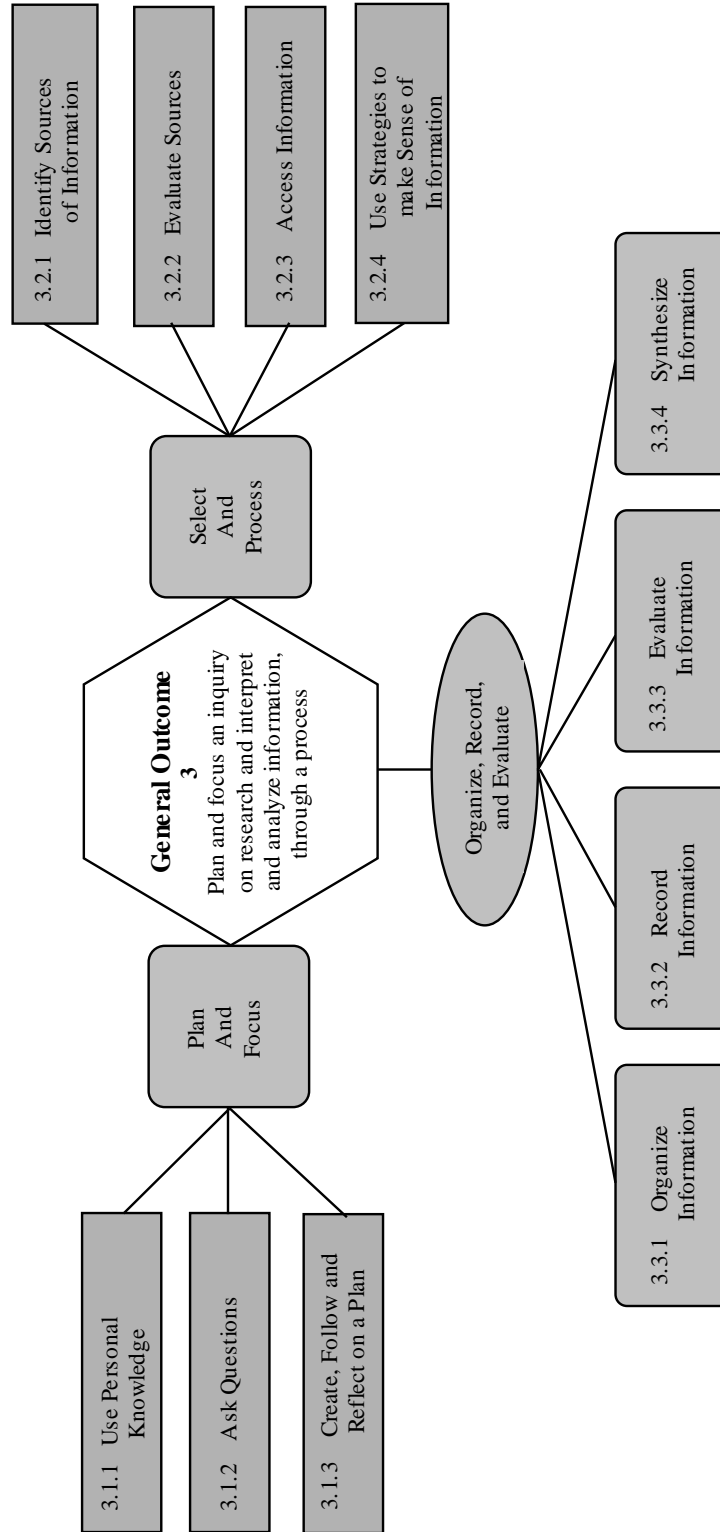 General Outcome
3
Plan and focus an inquiry
on research and interpret
and analyze information,
through a process
Plan
And
Focus
3.1.1 Use Personal
Knowledge
3.1.2 Ask Questions
3.1.3 Create, Follow and
Reflect on a Plan
Select
And
Process
3.2.1 Identify Sources
of Information
3.2.2 Evaluate Sources
3.2.3 Access Information
3.2.4 Use Strategies to
make Sense of
Information
Organize, Record,
and Evaluate
3.3.1 Organize
Information
3.3.2 Record
Information
3.3.3 Evaluate
Information
3.3.4 Synthesize
Information